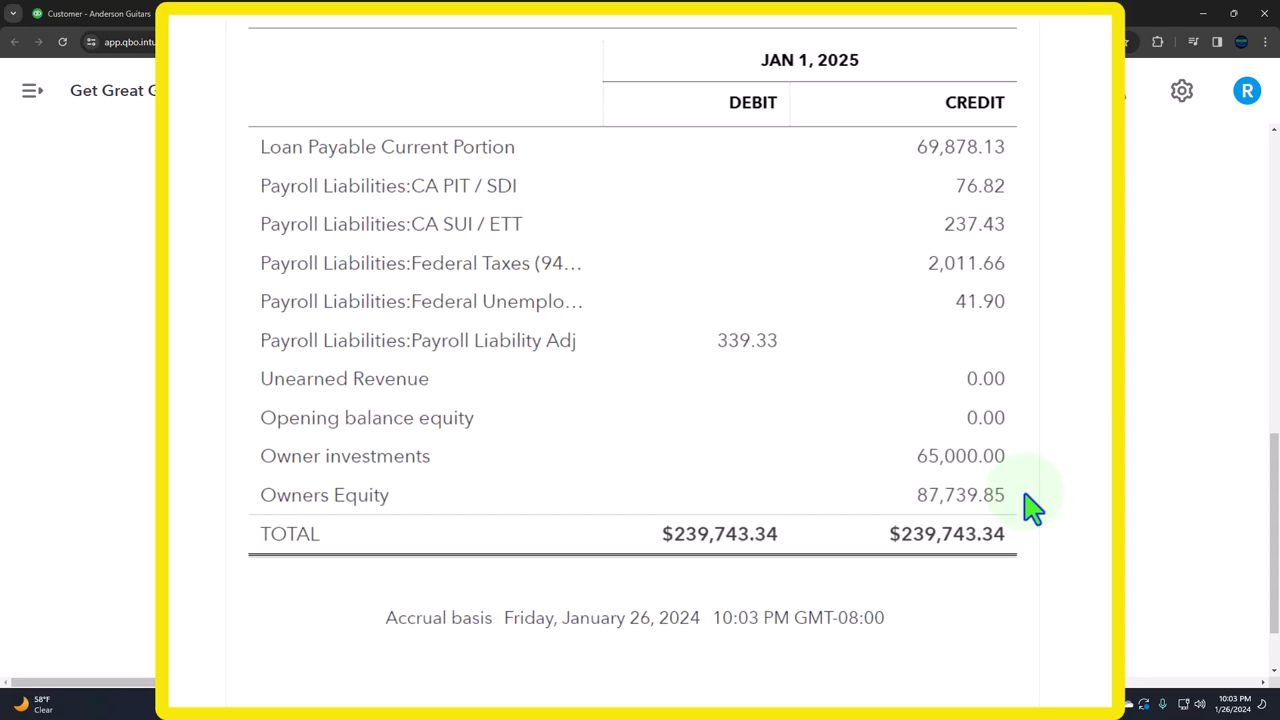 Customer - Tandems
app.qbo.intu
Get Great G
R
JAN 1, 2025
DEBIT CREDIT
Loan Payable Current Portion 69,878.13
Payroll Liabilities:CA PIT / SDI 76.82
Payroll Liabilities:CA SUI / ETT 237.43
Payroll Liabilities:Federal Taxes (94… 2,011.66
Payroll Liabilities:Federal Unemplo… 41.90
Payroll Liabilities:Payroll Liability Adj 339.33
Unearned Revenue 0.00
Opening balance equity 0.00
Owner investments 65,000.00
Owners Equity 87,739.85
TOTAL $239,743.34 $239,743.34
Accrual basis Friday, January 26, 2024 10:03 PM GMT-08:00
58°F
Clear
10:03 PM
1/26/2024